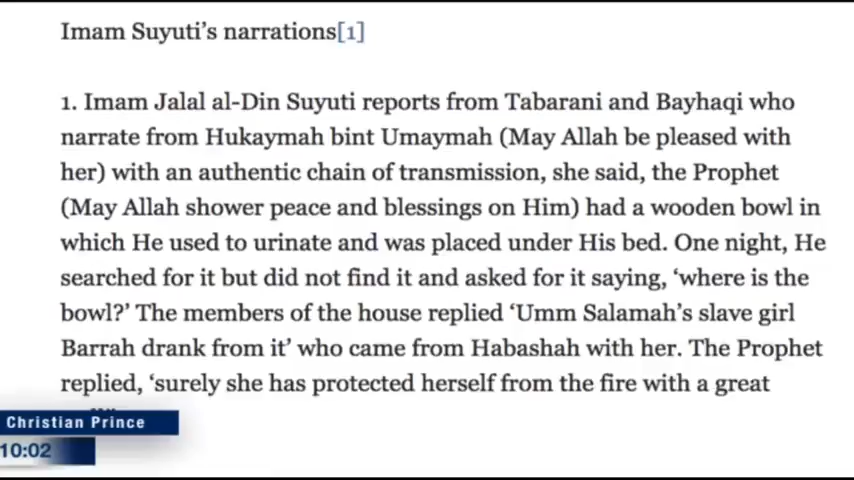 Imam Suyuti's narrations[1]
1. Imam Jalal al-Din Suyuti reports from Tabarani and Bayhaqi who
narrate from Hukaymah bint Umaymah (May Allah be pleased with
her) with an authentic chain of transmission, she said, the Prophet
(May Allah shower peace and blessings on Him) had a wooden bowl in
which He used to urinate and was placed under His bed. One night, He
searched for it but did not find it and asked for it saying, ‘where is the
bowl?’ The members of the house replied ‘Umm Salamah’s slave girl
Barrah drank from it’ who came from Habashah with her. The Prophet
replied, ‘surely she has protected herself from the fire with a great
Christian Prince
10:02